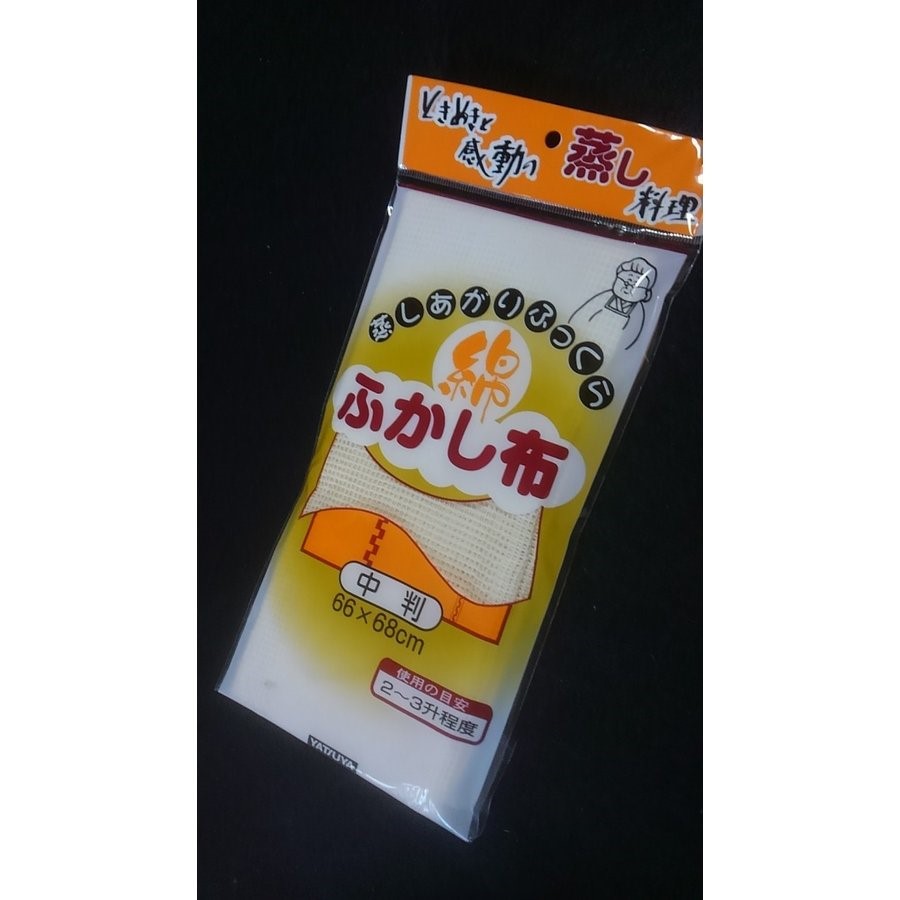 ときめきと
感動の
蒸し
料理
蒸しあがりふっくら
綿
ふかし布
中判
66×68cm
使用の目安
2～3升程度
YATSUYA